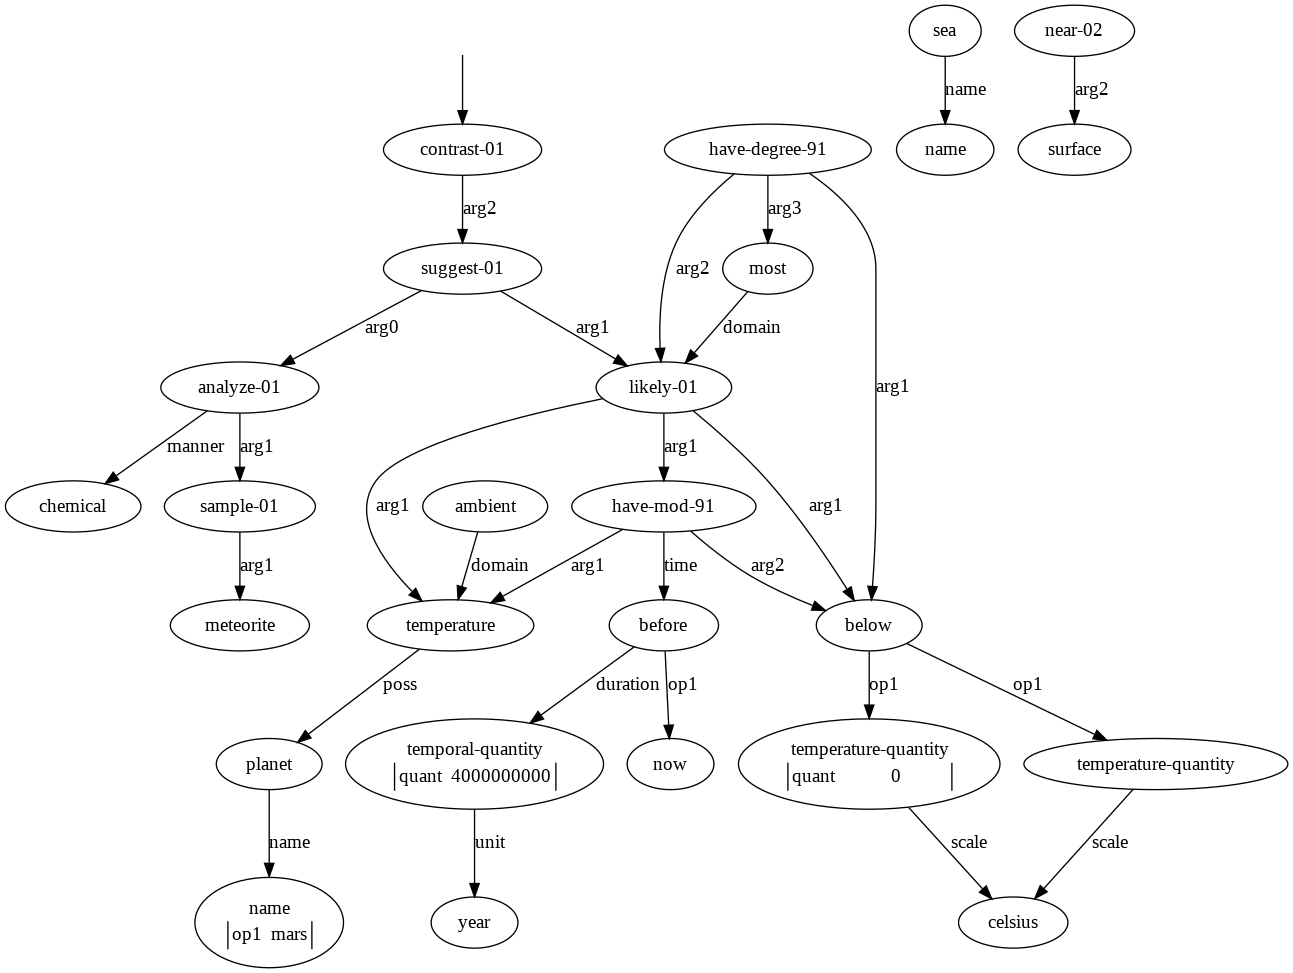 sea
near-02
name
arg2
contrast-01
have-degree-91
name
surface
arg2
arg3
suggest-01
arg2
most
arg0
arg1
domain
analyze-01
likely-01
arg1
manner
arg1
arg1
chemical
sample-01
arg1
ambient
have-mod-91
arg1
arg1
domain
arg1
time
arg2
meteorite
temperature
before
below
poss
duration
op1
op1
op1
planet
temporal-quantity
quant 4000000000
now
temperature-quantity
quant 0
temperature-quantity
name
unit
scale
scale
name
op1 mars
year
celsius